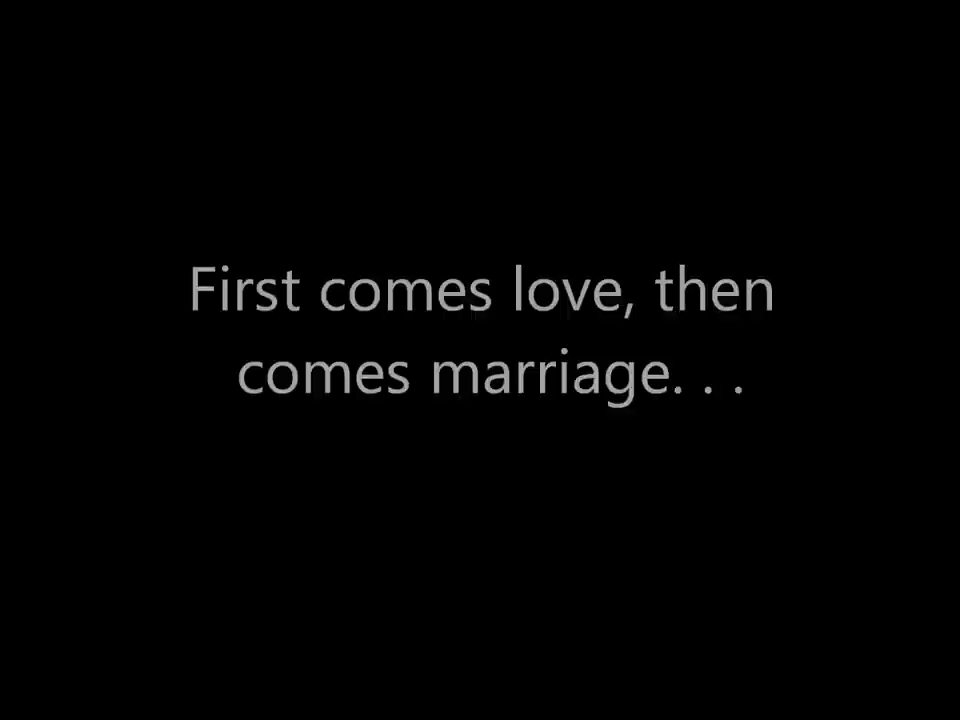 First comes love, then
comes marriage. . .